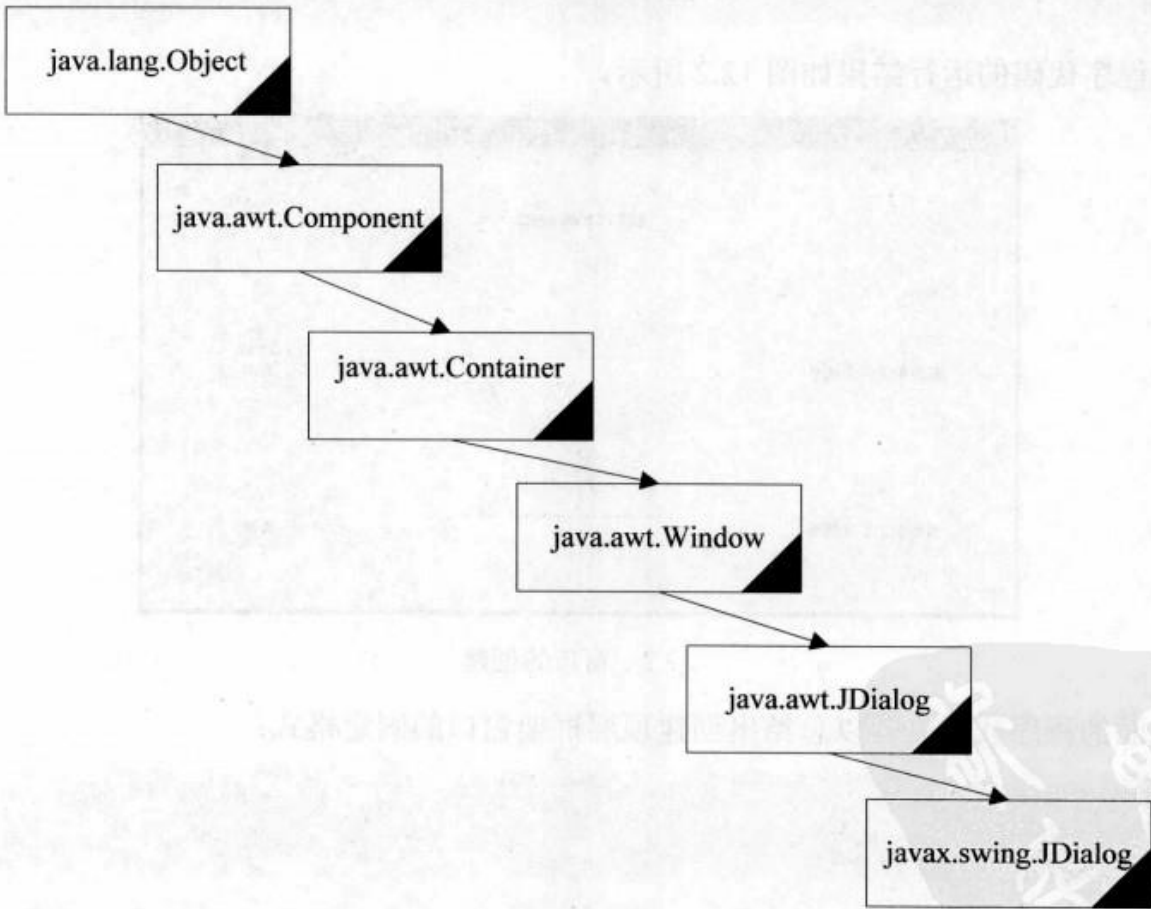 java.lang.Object
java.awt.Component
java.awt.Container
java.awt.Window
java.awt.JDialog
javax.swing.JDialog